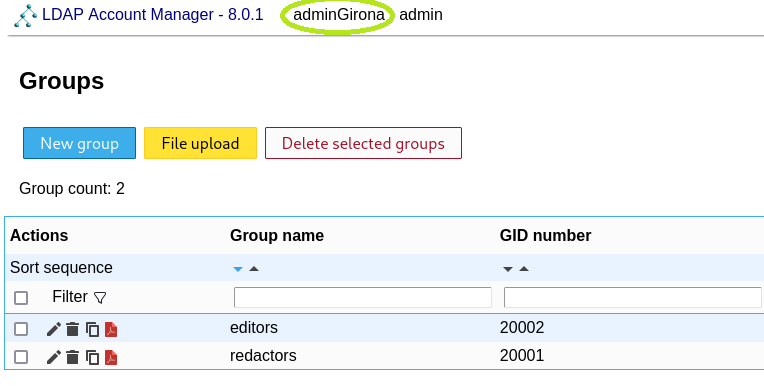 LDAP Account Manager - 8.0.1 adminGirona admin
Groups
New group File upload Delete selected groups
Group count: 2
Actions Group name GID number
Sort sequence
Filter
editors 20002
redactors 20001